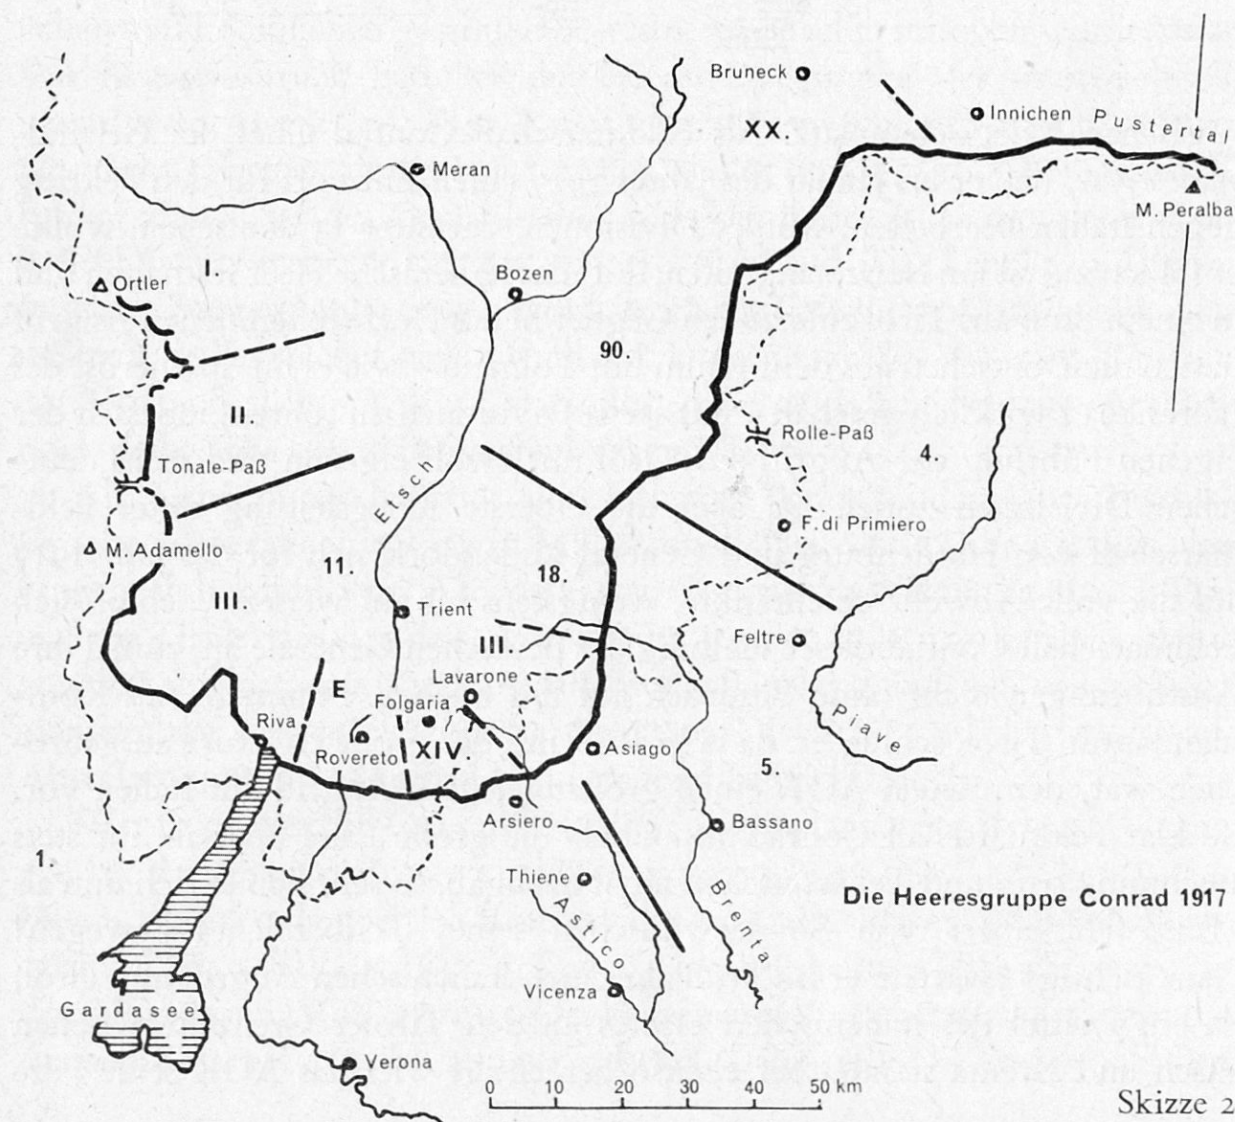 Bruneck
Innichen
Pustertal
XX.
Meran
M. Peralba
I.
Ortler
Bozen
90.
II.
Rolle-Paß
4.
Tonale-Paß
Etsch
F. di Primiero
M. Adamello
11.
18.
III.
Trient
Feltre
III.
Lavarone
E
Folgaria
Piave
Riva
XIV.
Rovereto
Asiago
5.
Arsiero
Bassano
1.
Thiene
Astico
Brenta
Die Heeresgruppe Conrad 1917
Vicenza
Gardasee
Verona
0 10 20 30 40 50 km
Skizze 2